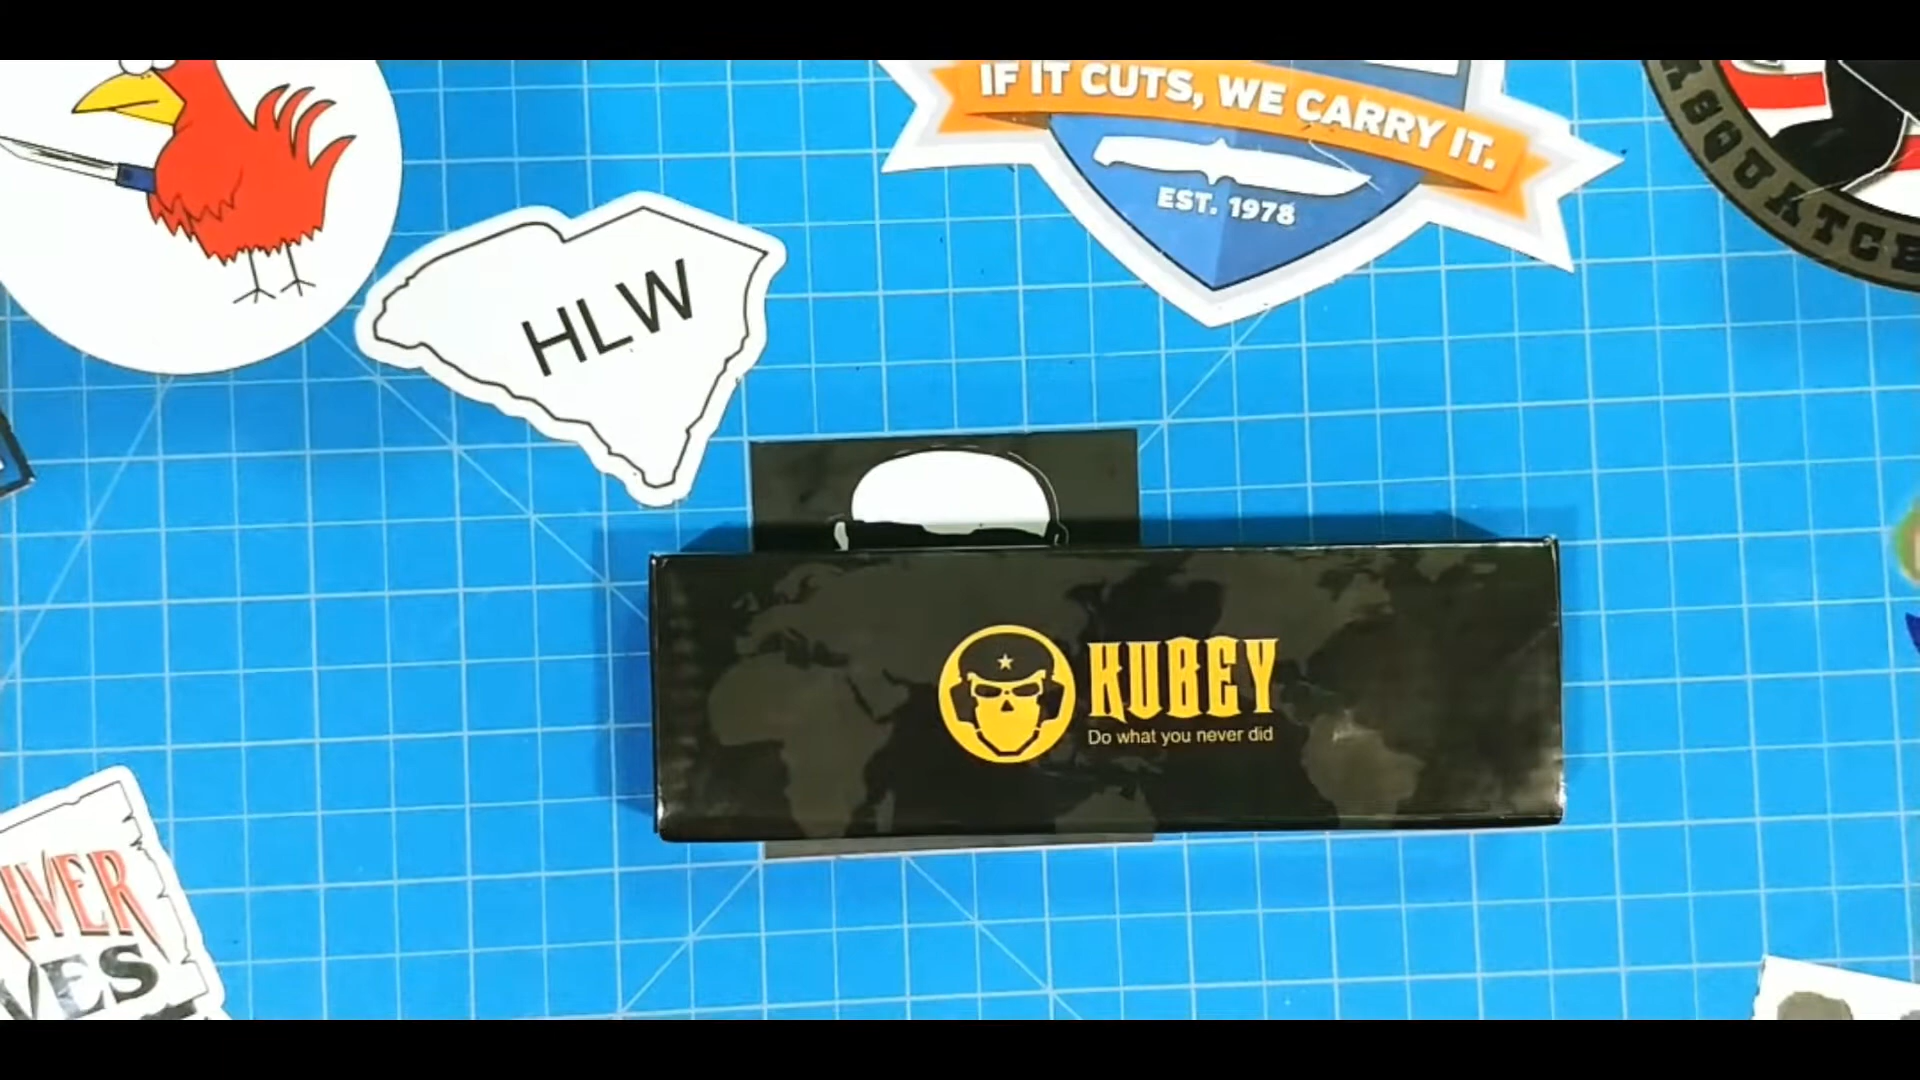 IF IT CUTS, WE CARRY IT.
EST. 1978
HLW
KUBEY
Do what you never did